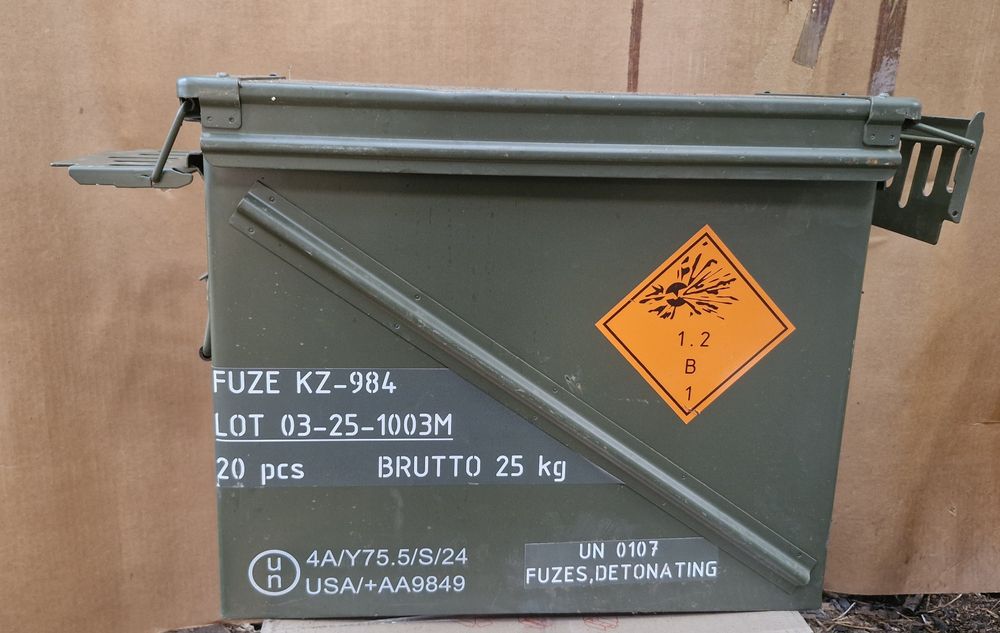 1.2
B
1
FUZE KZ-984
LOT 03-25-1003M
20 pcs BRUTTO 25 kg
un
4A/Y75.5/S/24
USA/+AA9849
UN 0107
FUZES,DETONATING